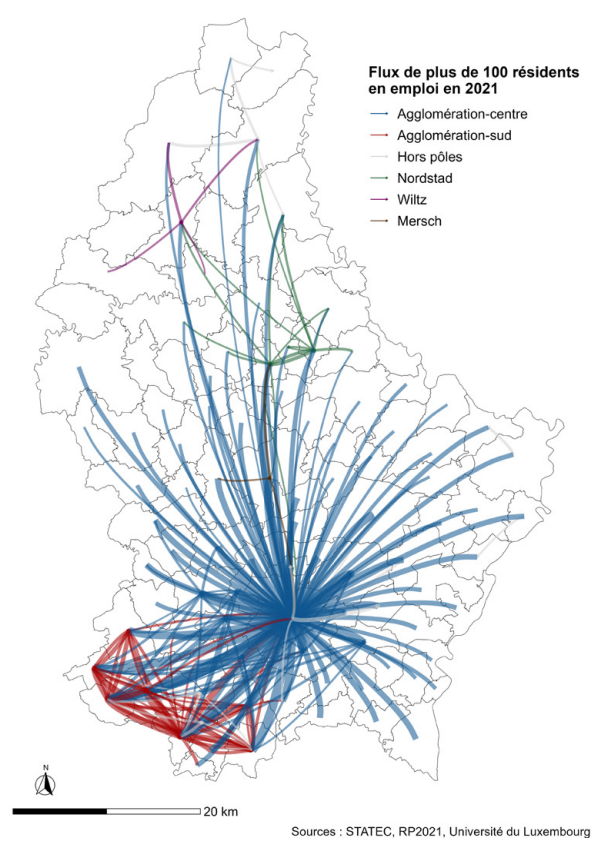 Flux de plus de 100 résidents
en emploi en 2021
Agglomération-centre
Agglomération-sud
Hors pôles
Nordstad
Wiltz
Mersch
N
20 km
Sources : STATEC, RP2021, Université du Luxembourg